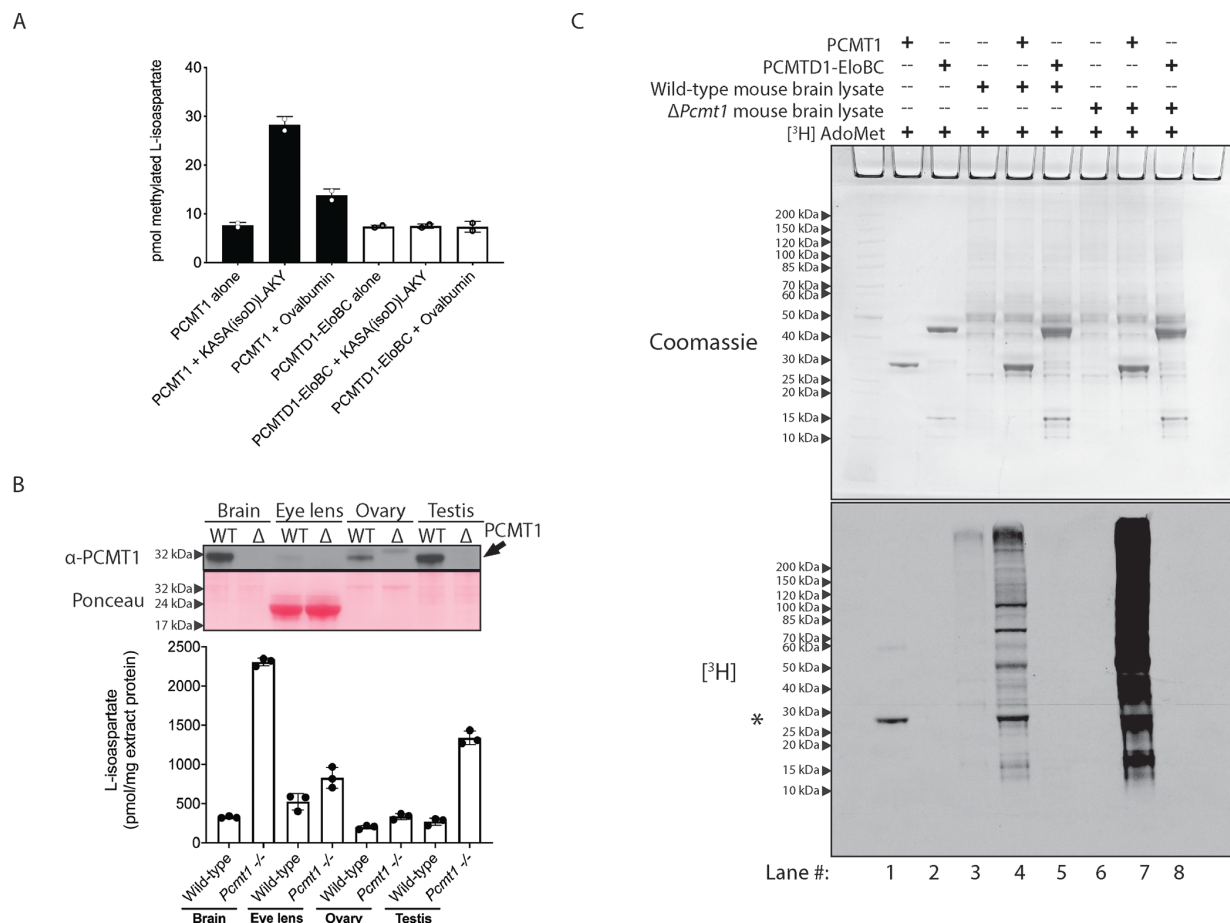 A
pmol methylated L-isoaspartate
40
30
20
10
0
PCMT1 alone
PCMT1 + KASA(isoD)LAKY
PCMT1 + Ovalbumin
PCMTD1-EloBC alone
PCMTD1-EloBC + KASA(isoD)LAKY
PCMTD1-EloBC + Ovalbumin
B
Brain Eye lens Ovary Testis
WT Δ WT Δ WT Δ WT Δ PCMT1
α-PCMT1 32 kDa
Ponceau
32 kDa
24 kDa
17 kDa
L-isoaspartate
(pmol/mg extract protein)
2500
2000
1500
1000
500
0
Wild-type
Pcmt1 -/-
Wild-type
Pcmt1 -/-
Wild-type
Pcmt1 -/-
Wild-type
Pcmt1 -/-
Brain Eye lens Ovary Testis
C
PCMT1 + -- -- + -- -- + --
PCMTD1-EloBC -- + -- -- + -- -- +
Wild-type mouse brain lysate -- -- + + + -- -- --
ΔPcmt1 mouse brain lysate -- -- -- -- -- + + +
[³H] AdoMet + + + + + + + +
Coomassie
200 kDa
150 kDa
120 kDa
100 kDa
85 kDa
70 kDa
60 kDa
50 kDa
40 kDa
30 kDa
25 kDa
20 kDa
15 kDa
10 kDa
[³H]
*
200 kDa
150 kDa
120 kDa
100 kDa
85 kDa
70 kDa
60 kDa
50 kDa
40 kDa
30 kDa
25 kDa
20 kDa
15 kDa
10 kDa
Lane #: 1 2 3 4 5 6 7 8